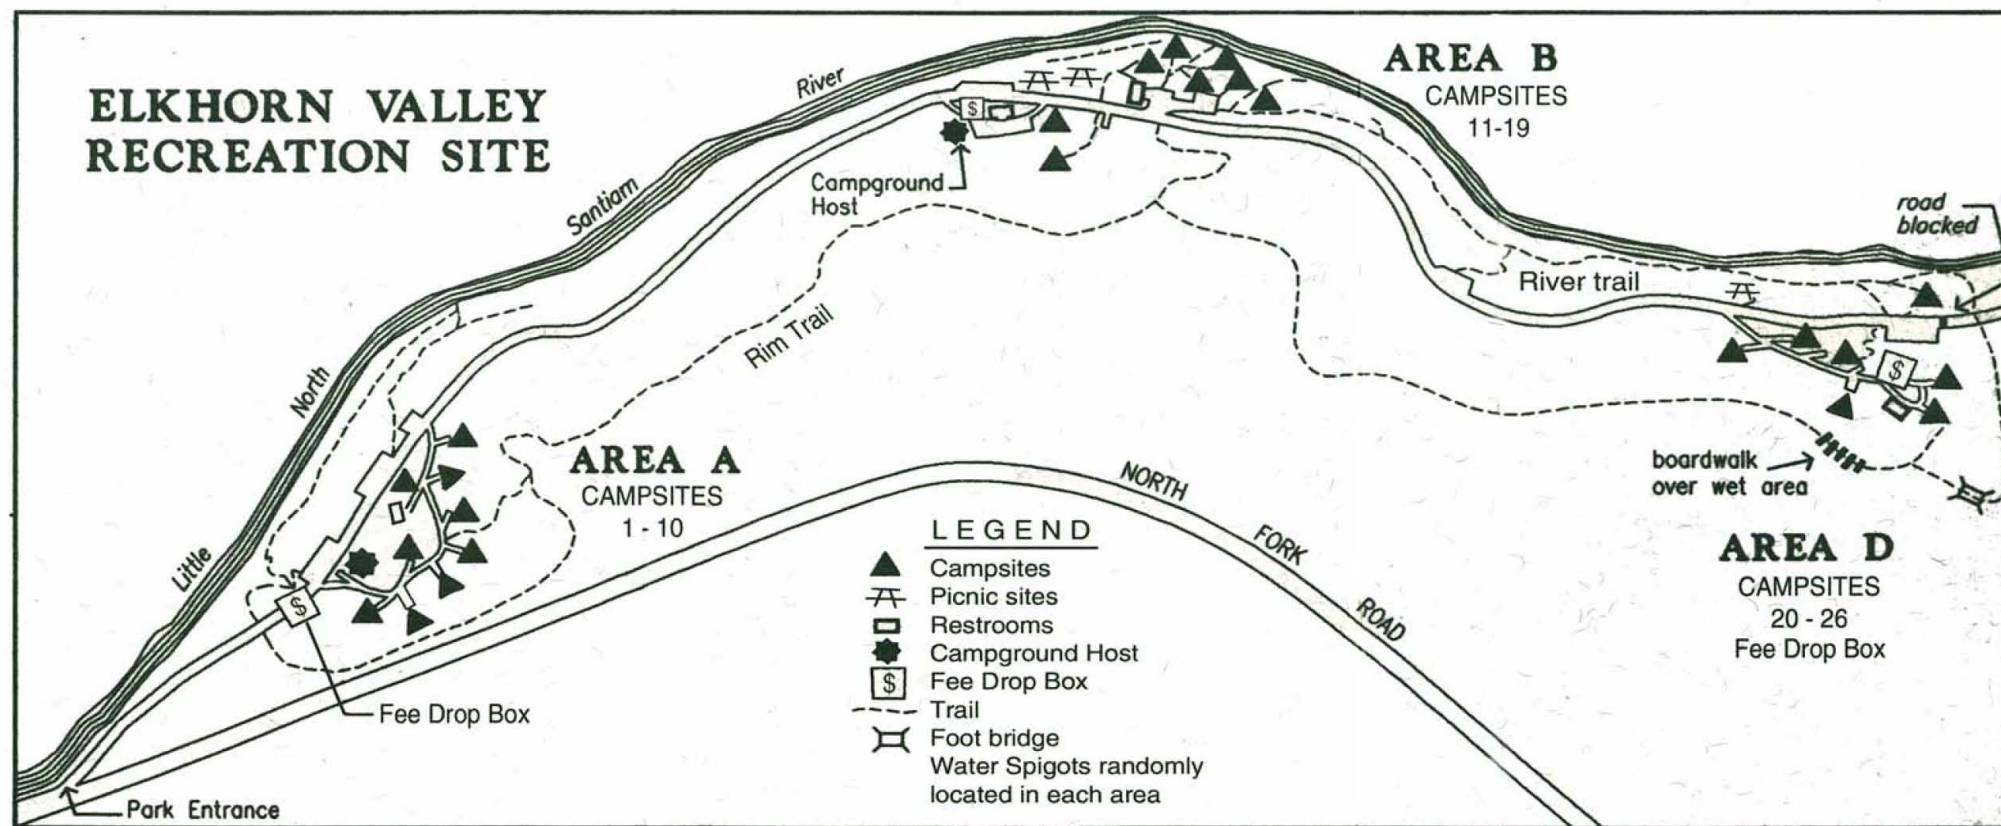 ELKHORN VALLEY
RECREATION SITE
Little
North
Santiam
River
AREA B
CAMPSITES
11-19
Campground
Host
road
blocked
River trail
Rim Trail
AREA A
CAMPSITES
1 - 10
NORTH
FORK
ROAD
boardwalk
over wet area
AREA D
CAMPSITES
20 - 26
Fee Drop Box
$
$
$
Fee Drop Box
Park Entrance
LEGEND
Campsites
Picnic sites
Restrooms
Campground Host
$ Fee Drop Box
Trail
Foot bridge
Water Spigots randomly
located in each area